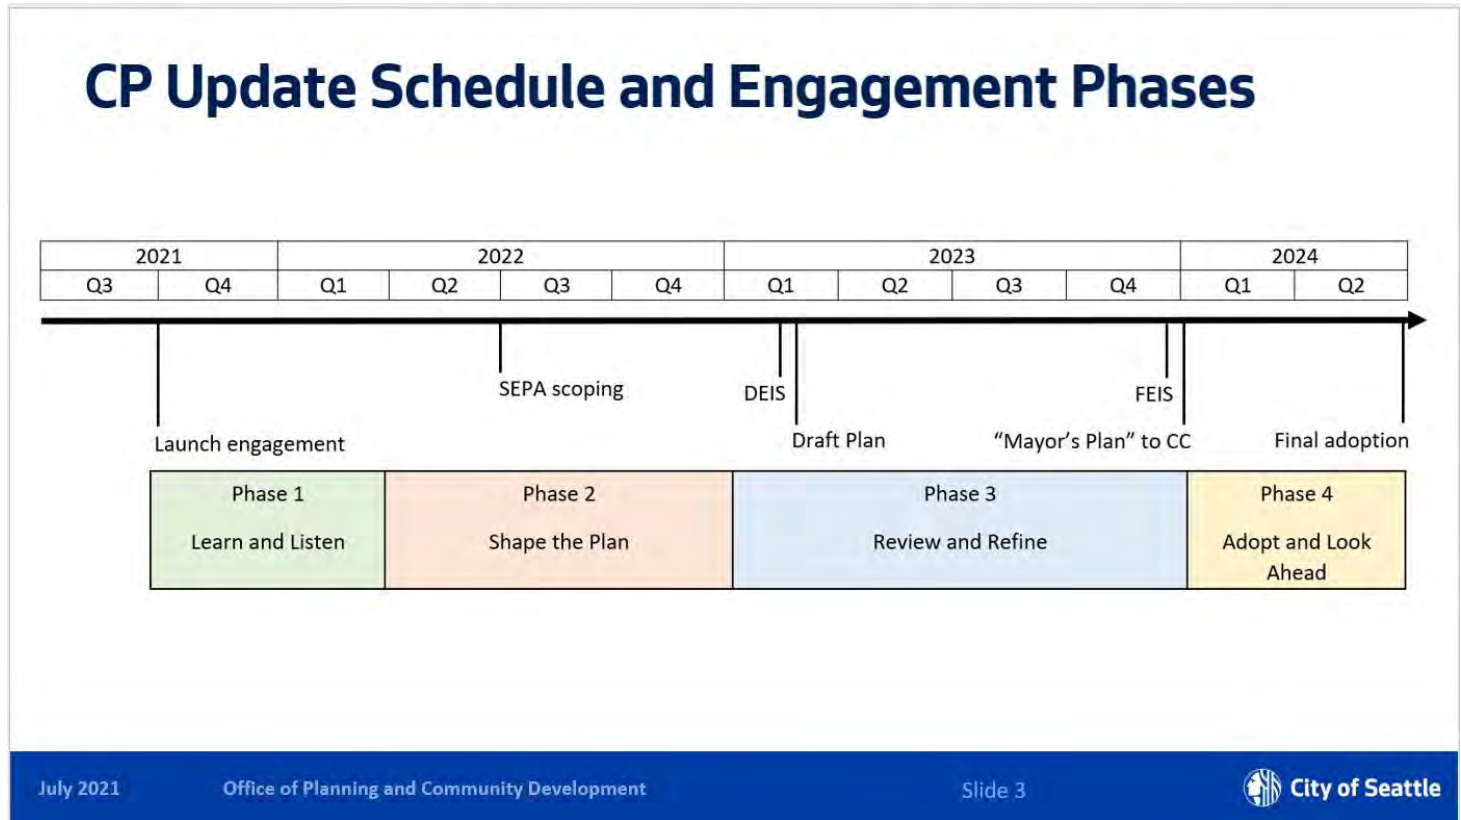 CP Update Schedule and Engagement Phases
2021 2022 2023 2024
Q3 Q4 Q1 Q2 Q3 Q4 Q1 Q2 Q3 Q4 Q1 Q2
SEPA scoping
DEIS
FEIS
Launch engagement
Draft Plan
“Mayor’s Plan” to CC
Final adoption
Phase 1
Learn and Listen
Phase 2
Shape the Plan
Phase 3
Review and Refine
Phase 4
Adopt and Look
Ahead
July 2021
Office of Planning and Community Development
Slide 3
City of Seattle